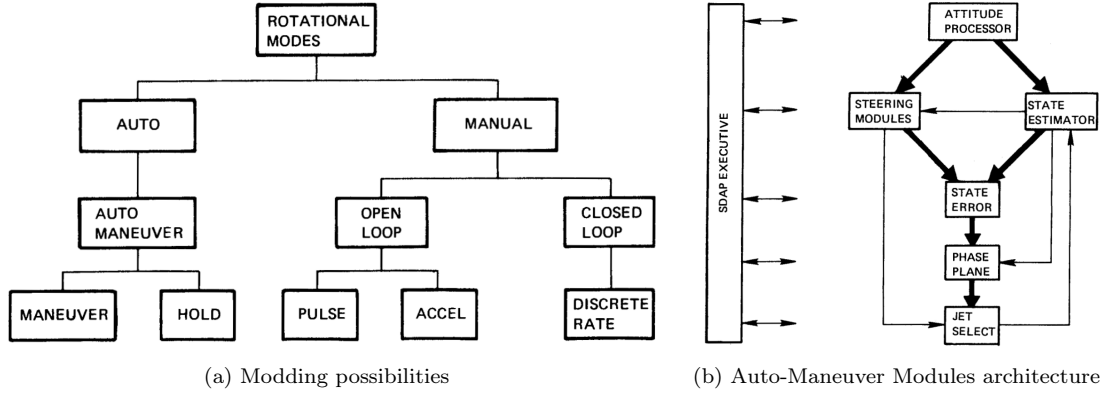 ROTATIONAL
MODES
AUTO
MANUAL
AUTO
MANEUVER
OPEN
LOOP
CLOSED
LOOP
MANEUVER
HOLD
PULSE
ACCEL
DISCRETE
RATE
(a) Modding possibilities
SDAP EXECUTIVE
ATTITUDE
PROCESSOR
STEERING
MODULES
STATE
ESTIMATOR
STATE
ERROR
PHASE
PLANE
JET
SELECT
(b) Auto-Maneuver Modules architecture